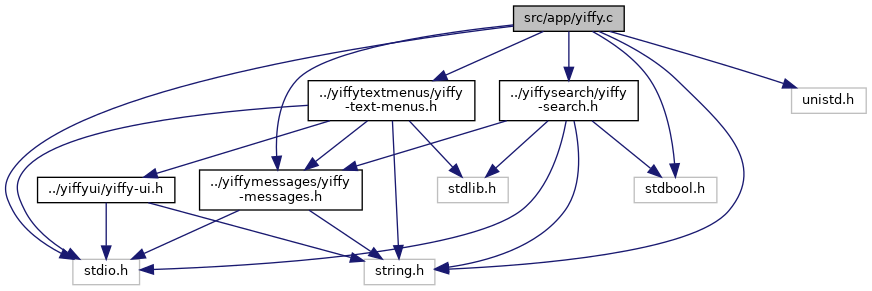 src/app/yiffy.c
../yiffytextmenus/yiffy
-text-menus.h
../yiffysearch/yiffy
-search.h
unistd.h
../yiffyui/yiffy-ui.h
../yiffymessages/yiffy
-messages.h
stdlib.h
stdbool.h
stdio.h
string.h